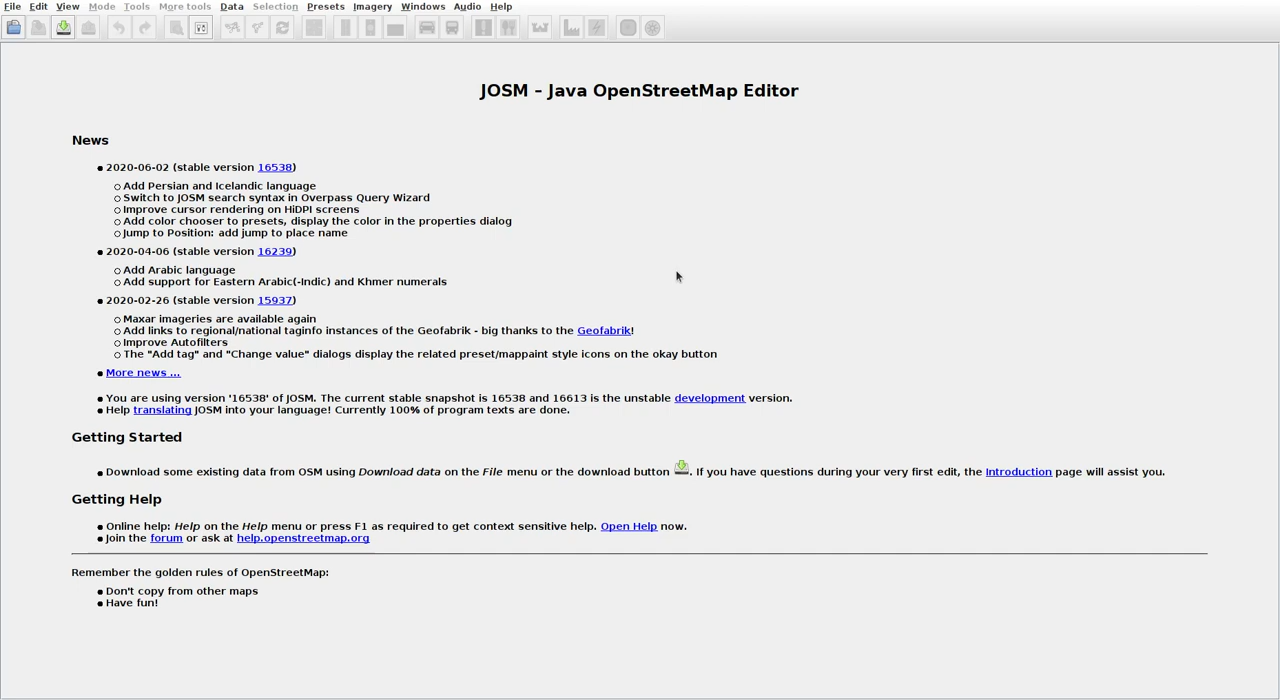 File Edit View Mode Tools More tools Data Selection Presets Imagery Windows Audio Help
JOSM – Java OpenStreetMap Editor
News
2020-06-02 (stable version 16538)
Add Persian and Icelandic language
Switch to JOSM search syntax in Overpass Query Wizard
Improve cursor rendering on HiDPI screens
Add color chooser to presets, display the color in the properties dialog
Jump to Position: add jump to place name
2020-04-06 (stable version 16239)
Add Arabic language
Add support for Eastern Arabic(-Indic) and Khmer numerals
2020-02-26 (stable version 15937)
Maxar imageries are available again
Add links to regional/national taginfo instances of the Geofabrik - big thanks to the Geofabrik!
Improve Autofilters
The "Add tag" and "Change value" dialogs display the related preset/mappaint style icons on the okay button
More news ...
You are using version '16538' of JOSM. The current stable snapshot is 16538 and 16613 is the unstable development version.
Help translating JOSM into your language! Currently 100% of program texts are done.
Getting Started
Download some existing data from OSM using Download data on the File menu or the download button . If you have questions during your very first edit, the Introduction page will assist you.
Getting Help
Online help: Help on the Help menu or press F1 as required to get context sensitive help. Open Help now.
Join the forum or ask at help.openstreetmap.org
Remember the golden rules of OpenStreetMap:
Don't copy from other maps
Have fun!